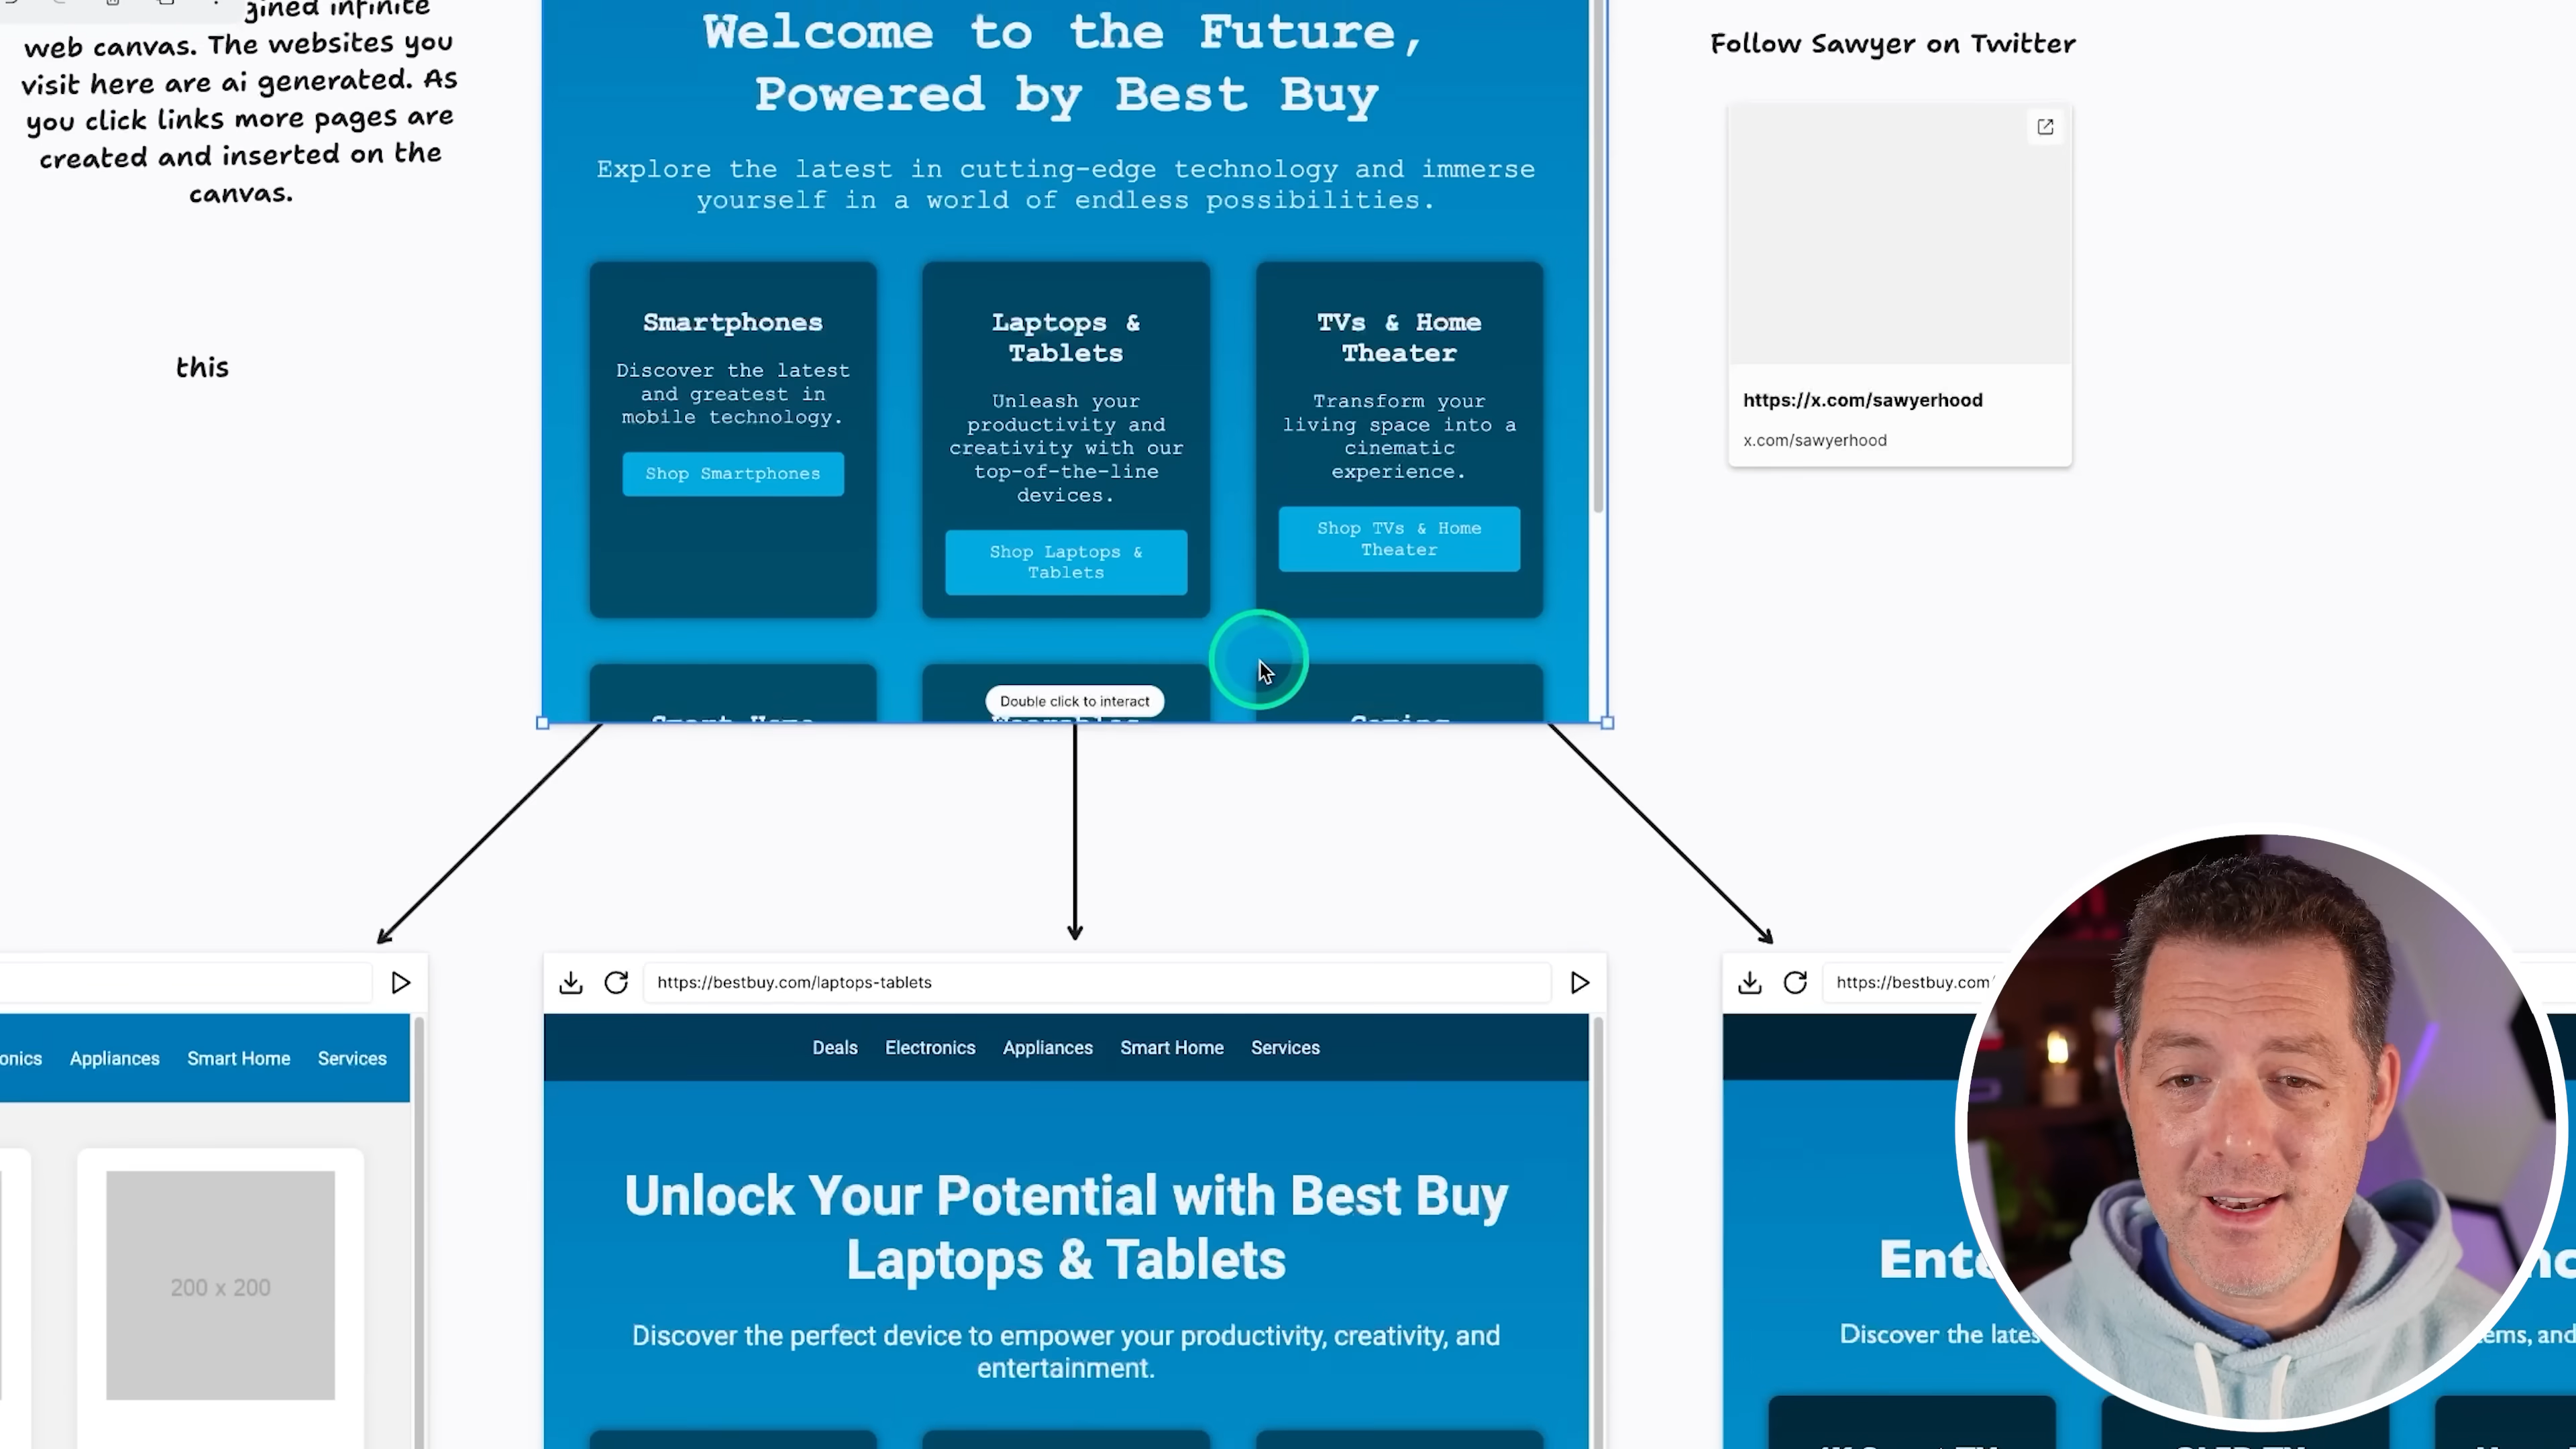 gined infinite
web canvas. The websites you
visit here are ai generated. As
you click links more pages are
created and inserted on the
canvas.
this
Welcome to the Future,
Powered by Best Buy
Explore the latest in cutting-edge technology and immerse
yourself in a world of endless possibilities.
Smartphones
Discover the latest
and greatest in
mobile technology.
Shop Smartphones
Laptops &
Tablets
Unleash your
productivity and
creativity with our
top-of-the-line
devices.
Shop Laptops &
Tablets
TVs & Home
Theater
Transform your
living space into a
cinematic
experience.
Shop TVs & Home
Theater
Double click to interact
Follow Sawyer on Twitter
https://x.com/sawyerhood
x.com/sawyerhood
onics Appliances Smart Home Services
200 x 200
https://bestbuy.com/laptops-tablets
Deals Electronics Appliances Smart Home Services
Unlock Your Potential with Best Buy
Laptops & Tablets
Discover the perfect device to empower your productivity, creativity, and
entertainment.
https://bestbuy.com
Ente
Discover the lates
ems, and